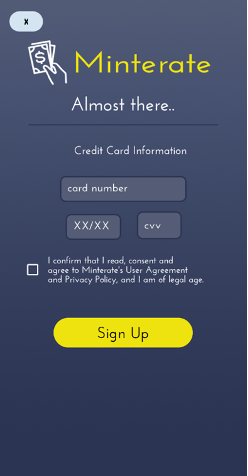 x
$
Minterate
Almost there..
Credit Card Information
card number
XX/XX
cvv
I confirm that I read, consent and
agree to Minterate's User Agreement
and Privacy Policy, and I am of legal age.
Sign Up